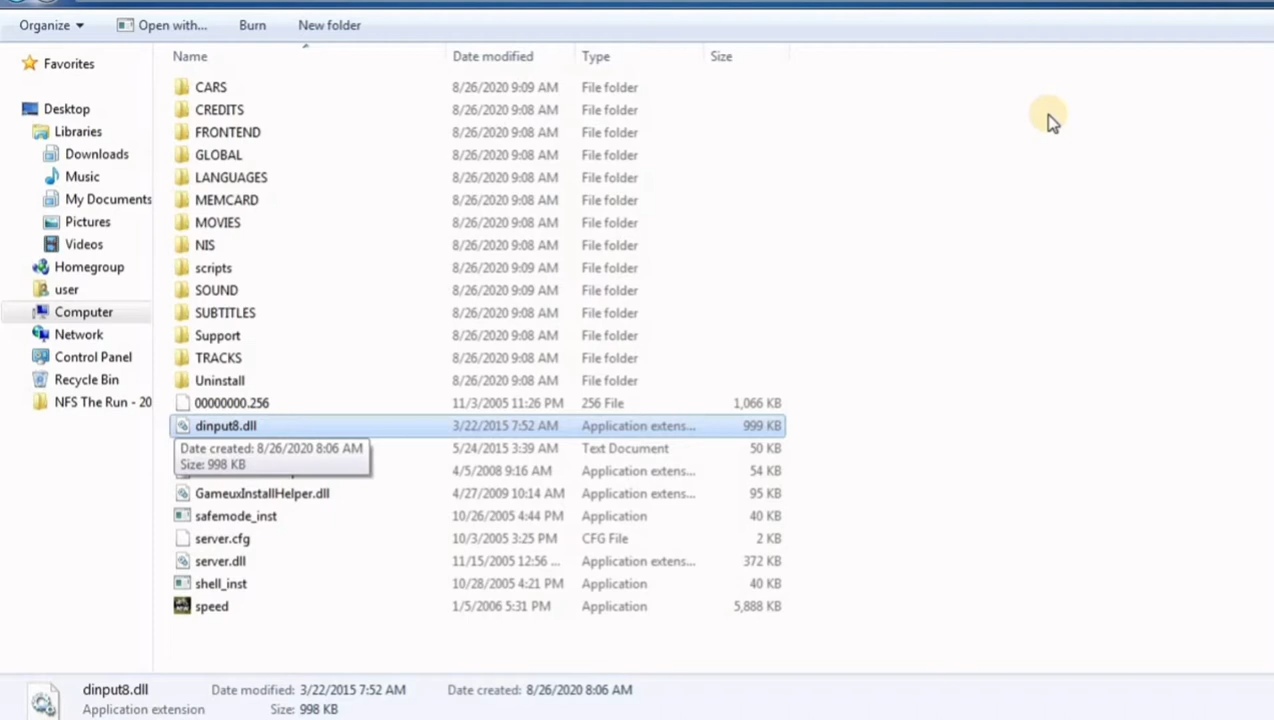 Organize Open with... Burn New folder
Name Date modified Type Size
Favorites
Desktop
Libraries
Downloads
Music
My Documents
Pictures
Videos
Homegroup
user
Computer
Network
Control Panel
Recycle Bin
NFS The Run - 20
CARS 8/26/2020 9:09 AM File folder
CREDITS 8/26/2020 9:08 AM File folder
FRONTEND 8/26/2020 9:08 AM File folder
GLOBAL 8/26/2020 9:08 AM File folder
LANGUAGES 8/26/2020 9:08 AM File folder
MEMCARD 8/26/2020 9:08 AM File folder
MOVIES 8/26/2020 9:08 AM File folder
NIS 8/26/2020 9:08 AM File folder
scripts 8/26/2020 9:09 AM File folder
SOUND 8/26/2020 9:08 AM File folder
SUBTITLES 8/26/2020 9:08 AM File folder
Support 8/26/2020 9:08 AM File folder
TRACKS 8/26/2020 9:08 AM File folder
Uninstall 8/26/2020 9:08 AM File folder
00000000.256 11/3/2005 11:26 PM 256 File 1,066 KB
dinput8.dll 3/22/2015 7:52 AM Application extens... 999 KB
5/24/2015 3:39 AM Text Document 50 KB
4/5/2008 9:16 AM Application extens... 54 KB
Date created: 8/26/2020 8:06 AM
Size: 998 KB
GameuxInstallHelper.dll 4/27/2009 10:14 AM Application extens... 95 KB
safemode_inst 10/26/2005 4:44 PM Application 40 KB
server.cfg 10/3/2005 3:25 PM CFG File 2 KB
server.dll 11/15/2005 12:56 ... Application extens... 372 KB
shell_inst 10/28/2005 4:21 PM Application 40 KB
speed 1/5/2006 5:31 PM Application 5,888 KB
dinput8.dll Date modified: 3/22/2015 7:52 AM Date created: 8/26/2020 8:06 AM
Application extension Size: 998 KB